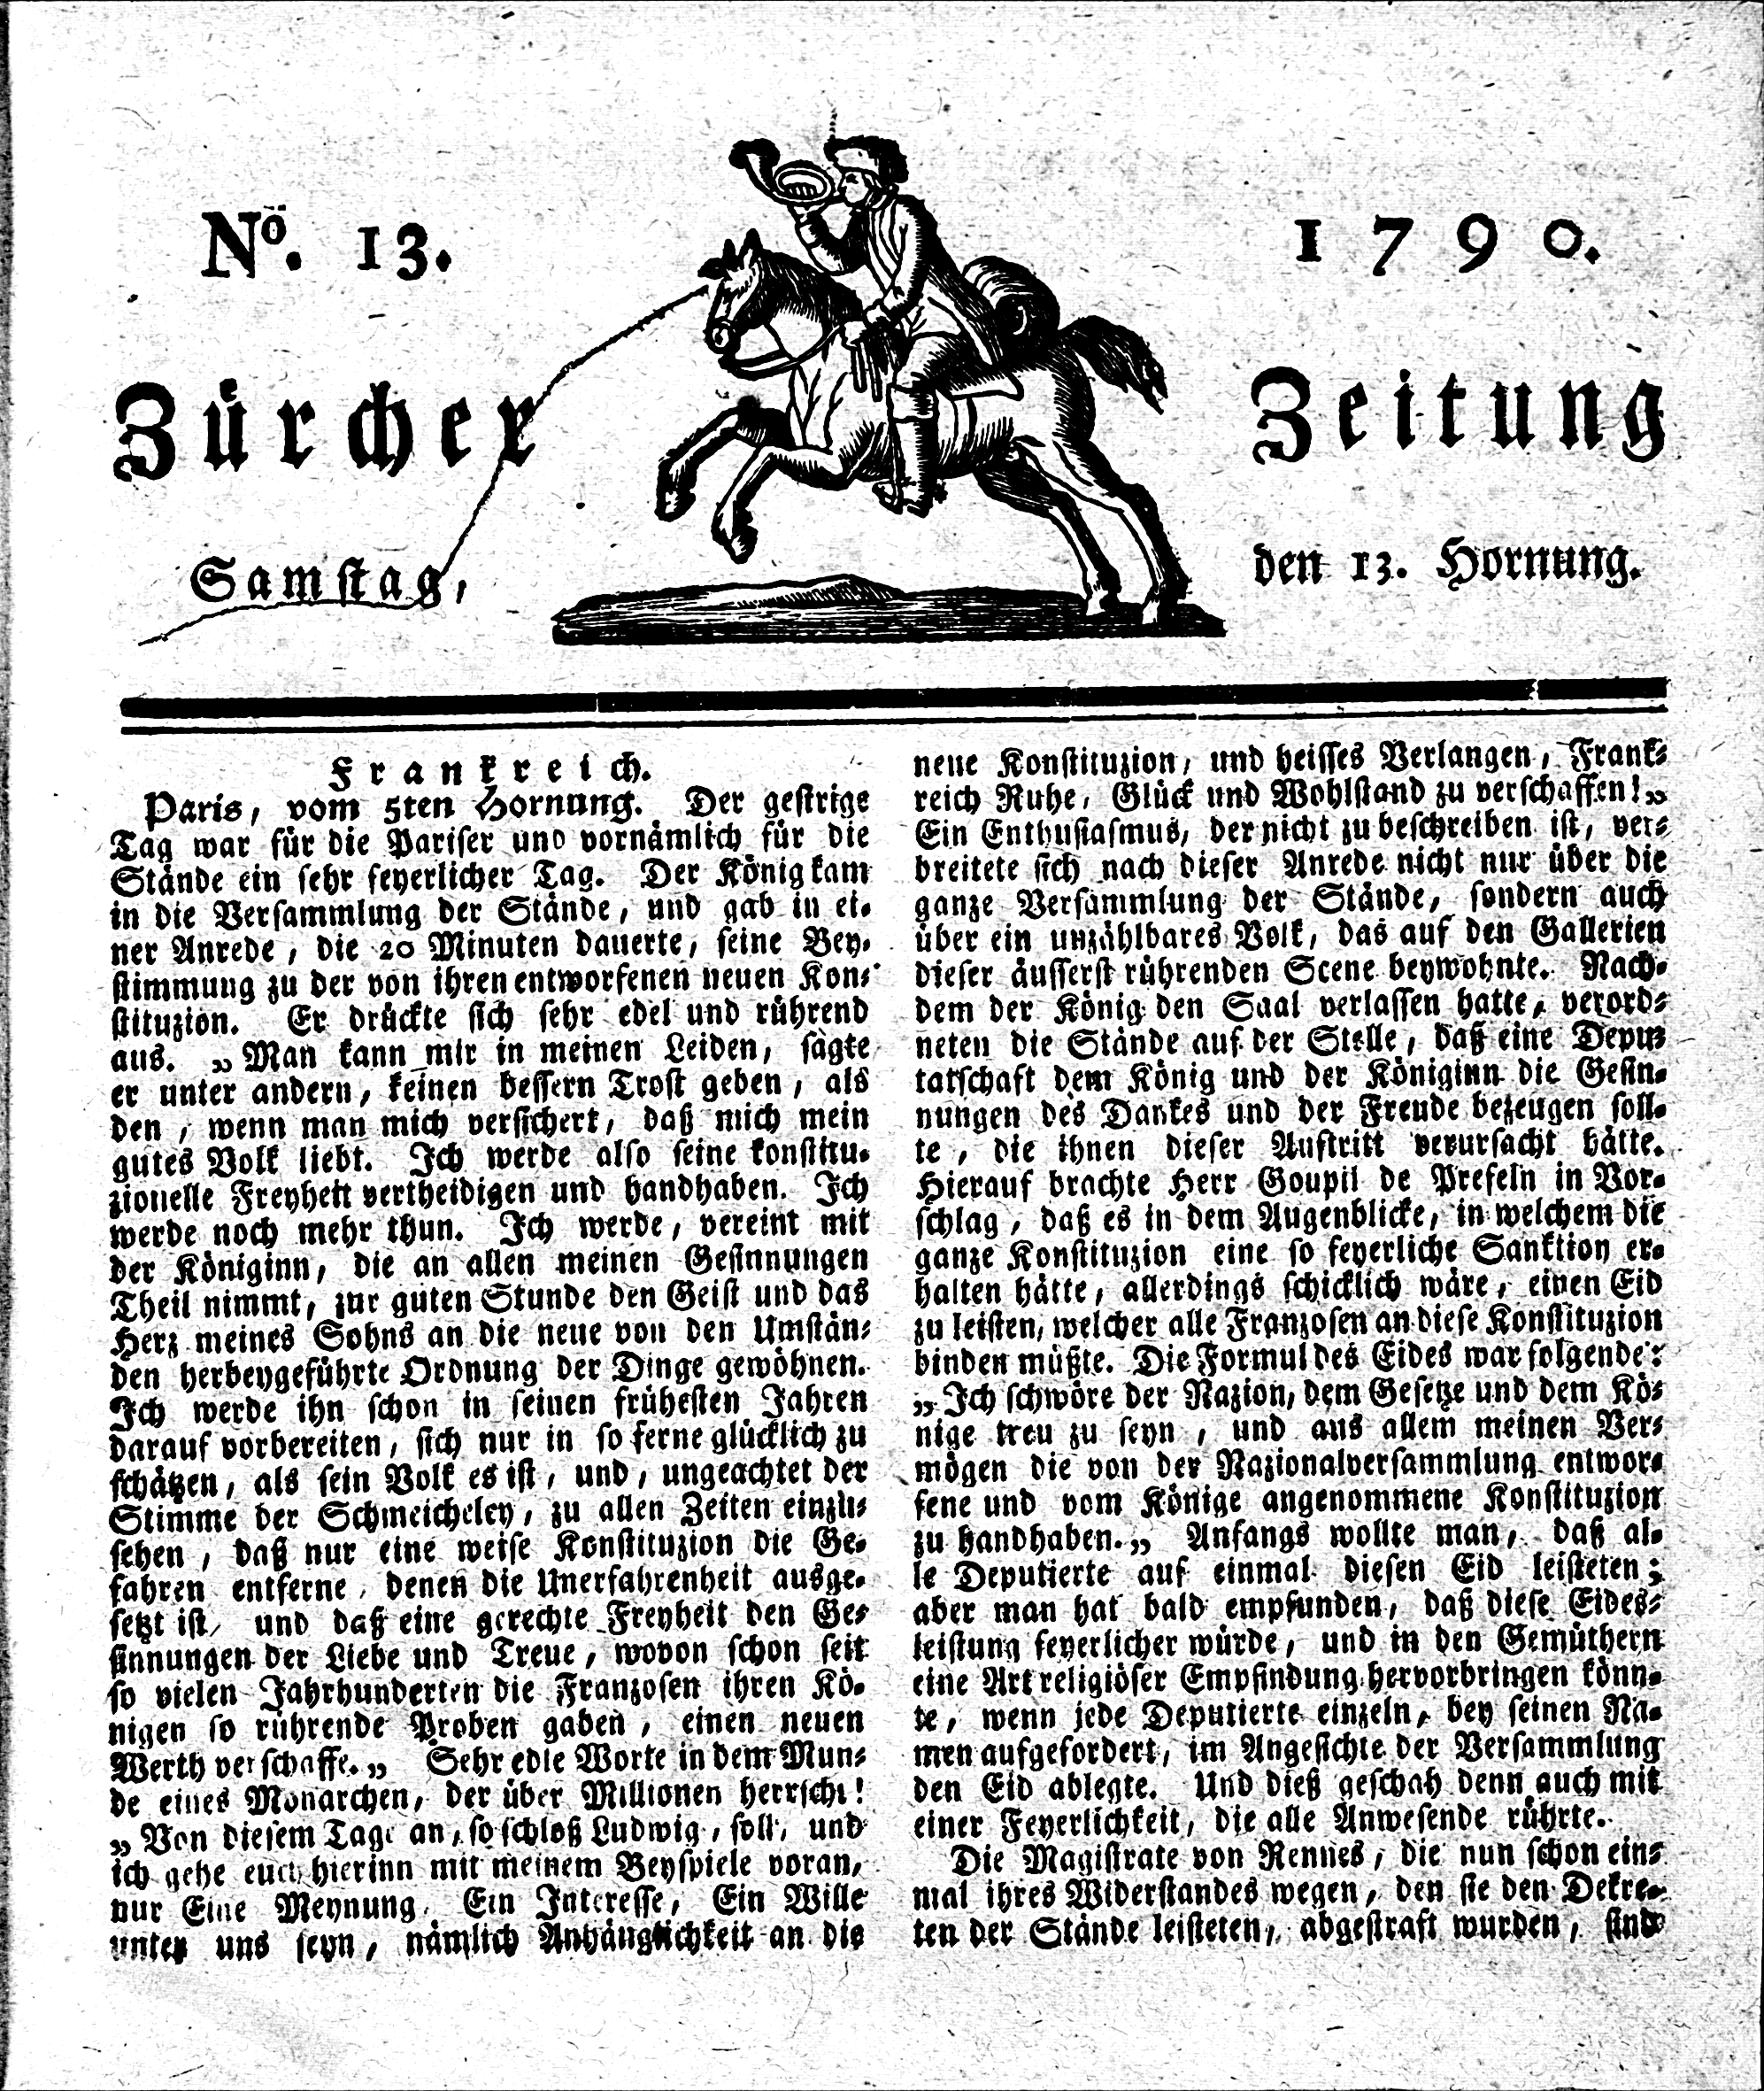 Nö. 13.
1790.
Zürcher
Zeitung
Samstag,
den 13. Hornung.
Frankreich.
Paris, vom 5ten Hornung. Der gestrige
Tag war für die Pariser und vornämlich für die
Stände ein sehr feyerlicher Tag. Der König kam
in die Versammlung der Stände, und gab in ei-
ner Anrede, die 20 Minuten dauerte, seine Bey-
stimmung zu der von ihren entworfenen neuen Kon-
stituzion. Er drückte sich sehr edel und rührend
aus. „Man kann mir in meinen Leiden, sagte
er unter andern, keinen bessern Trost geben, als
den, wenn man mich versichert, daß mich mein
gutes Volk liebt. Ich werde also seine konstitu-
zionelle Freyheit vertheidigen und handhaben. Ich
werde noch mehr thun. Ich werde, vereint mit
der Königinn, die an allen meinen Gesinnungen
Theil nimmt, zur guten Stunde den Geist und das
Herz meines Sohns an die neue von den Umstän-
den herbeygeführte Ordnung der Dinge gewöhnen.
Ich werde ihn schon in seinen frühesten Jahren
darauf vorbereiten, sich nur in so ferne glücklich zu
schätzen, als sein Volk es ist, und, ungeachtet der
Stimme der Schmeicheley, zu allen Zeiten einzu-
sehen, daß nur eine weise Konstituzion die Ge-
fahren entferne, denen die Unerfahrenheit ausge-
setzt ist, und daß eine gerechte Freyheit den Ge-
sinnungen der Liebe und Treue, wovon schon seit
so vielen Jahrhunderten die Franzosen ihren Kö-
nigen so rührende Proben gaben, einen neuen
Werth verschaffe.„ Sehr edle Worte in dem Mun-
de eines Monarchen, der über Millionen herrscht!
„Von diesem Tage an, so schloß Ludwig, soll, und
ich gehe euch hierinn mit meinem Beyspiele voran,
nur Eine Meynung, Ein Interesse, Ein Wille
unter uns seyn, nämlich Anhänglichkeit an die
neue Konstituzion, und heisses Verlangen, Frank-
reich Ruhe, Glück und Wohlstand zu verschaffen!„
Ein Enthusiasmus, der nicht zu beschreiben ist, ver-
breitete sich nach dieser Anrede nicht nur über die
ganze Versammlung der Stände, sondern auch
über ein unzählbares Volk, das auf den Gallerien
dieser äusserst rührenden Scene beywohnte. Nach-
dem der König den Saal verlassen hatte, verord-
neten die Stände auf der Stelle, daß eine Depu-
tatschaft dem König und der Königinn die Gesin-
nungen des Dankes und der Freude bezeugen soll-
te, die ihnen dieser Auftritt verursacht hätte.
Hierauf brachte Herr Goupil de Prefeln in Vor-
schlag, daß es in dem Augenblicke, in welchem die
ganze Konstituzion eine so feyerliche Sanktion er-
halten hätte, allerdings schicklich wäre, einen Eid
zu leisten, welcher alle Franzosen an diese Konstituzion
binden müßte. Die Formul des Eides war folgende:
„Ich schwöre der Nazion, dem Gesetze und dem Kö-
nige treu zu seyn, und aus allem meinen Ver-
mögen die von der Nazionalversammlung entwor-
fene und vom Könige angenommene Konstituzion
zu handhaben.„ Anfangs wollte man, daß al-
le Deputierte auf einmal diesen Eid leisteten;
aber man hat bald empfunden, daß diese Eides-
leistung feyerlicher würde, und in den Gemüthern
eine Art religiöser Empfindung hervorbringen könn-
te, wenn jede Deputierte einzeln, bey seinen Na-
men aufgefordert, im Angesichte der Versammlung
den Eid ablegte. Und dieß geschah denn auch mit
einer Feyerlichkeit, die alle Anwesende rührte.
Die Magistrate von Rennes, die nun schon ein-
mal ihres Widerstandes wegen, den sie den Dekre-
ten der Stände leisteten, abgestraft wurden, sind